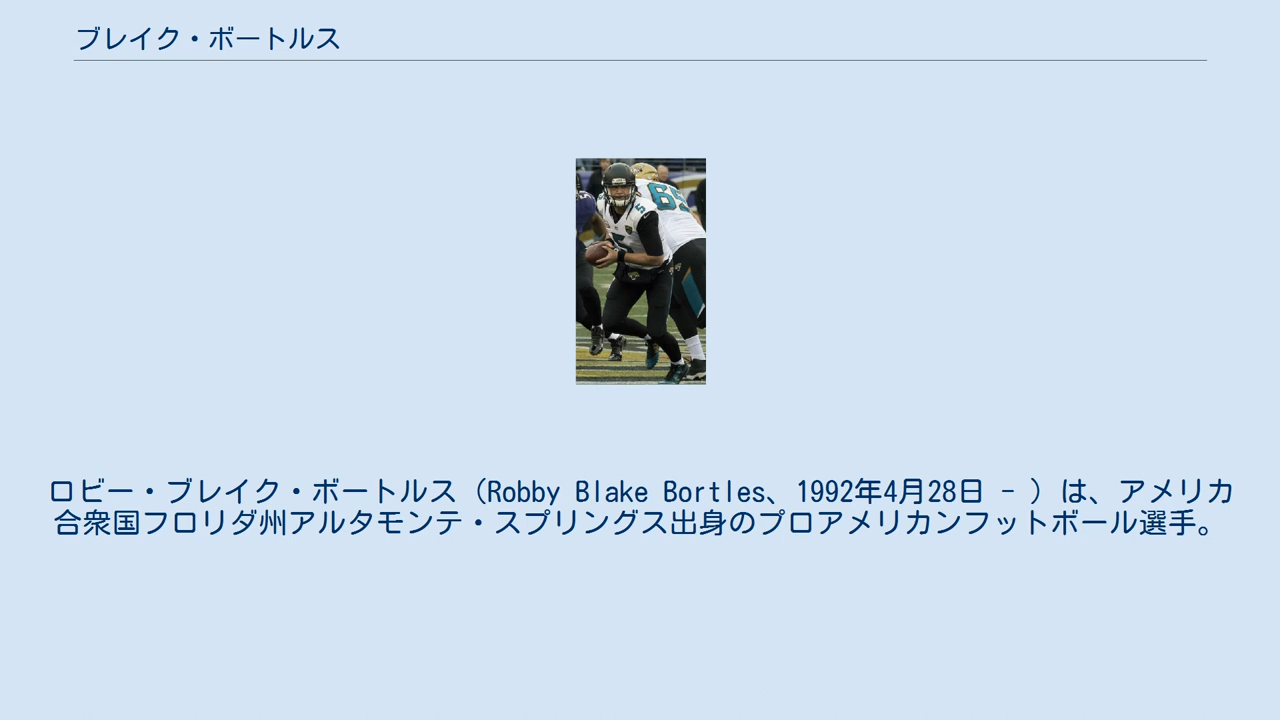 ブレイク・ボートルス
65
5
ロビー・ブレイク・ボートルス（Robby Blake Bortles、1992年4月28日 - ）は、アメリカ
合衆国フロリダ州アルタモンテ・スプリングス出身のプロアメリカンフットボール選手。